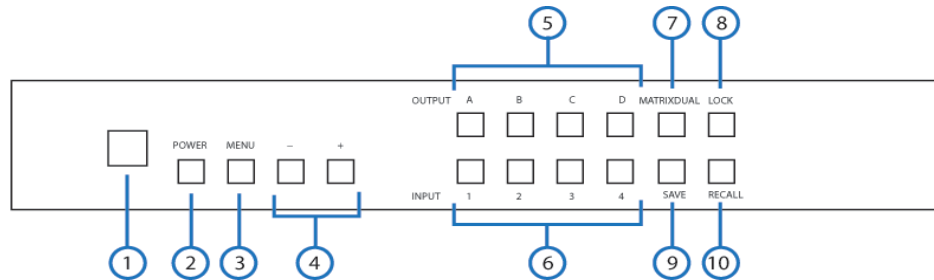 5 7 8
OUTPUT A B C D MATRIXDUAL LOCK
POWER MENU − +
INPUT 1 2 3 4 SAVE RECALL
1 2 3 4 6 9 10